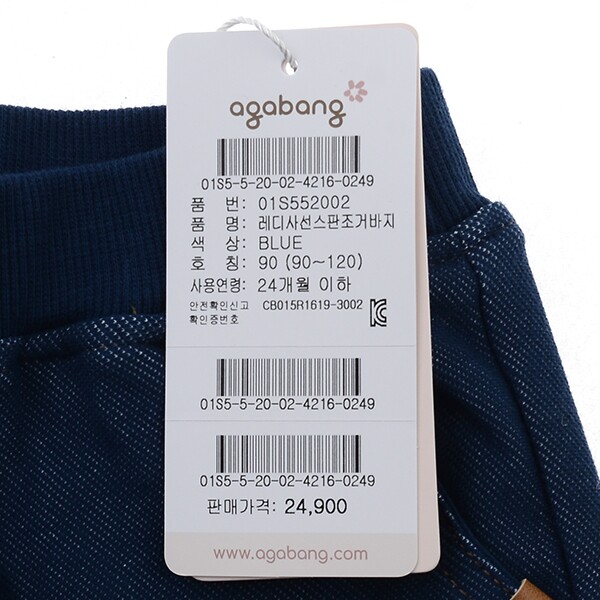 agabang
01S5-5-20-02-4216-0249
품 번: 01S552002
품 명: 레디사선스판조거바지
색 상: BLUE
호 칭: 90 (90~120)
사용연령: 24개월 이하
안전확인신고 CB015R1619-3002
확인증번호
01S5-5-20-02-4216-0249
01S5-5-20-02-4216-0249
판매가격: 24,900
www.agabang.com